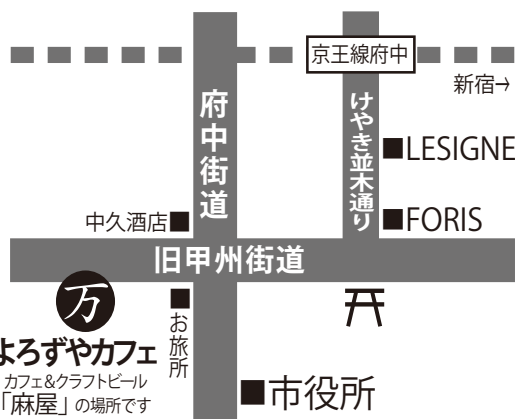 京王線府中
新宿→
府中街道
けやき並木通り
■LESIGNE
中久酒店■
■FORIS
旧甲州街道
万
■お旅所
よろずやカフェ
カフェ&クラフトビール
「麻屋」の場所です
■市役所